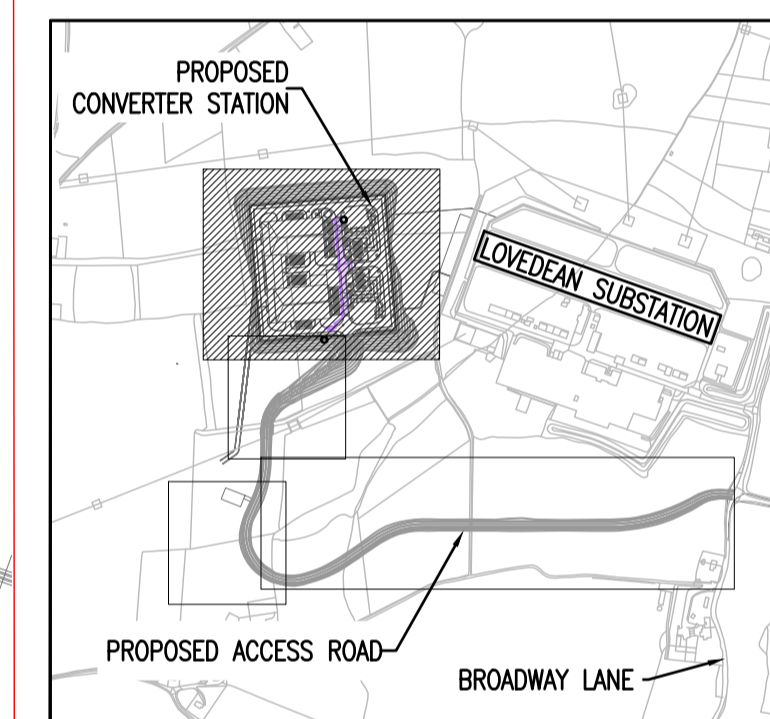 PROPOSED
CONVERTER STATION
LOVEDEAN SUBSTATION
PROPOSED ACCESS ROAD
BROADWAY LANE